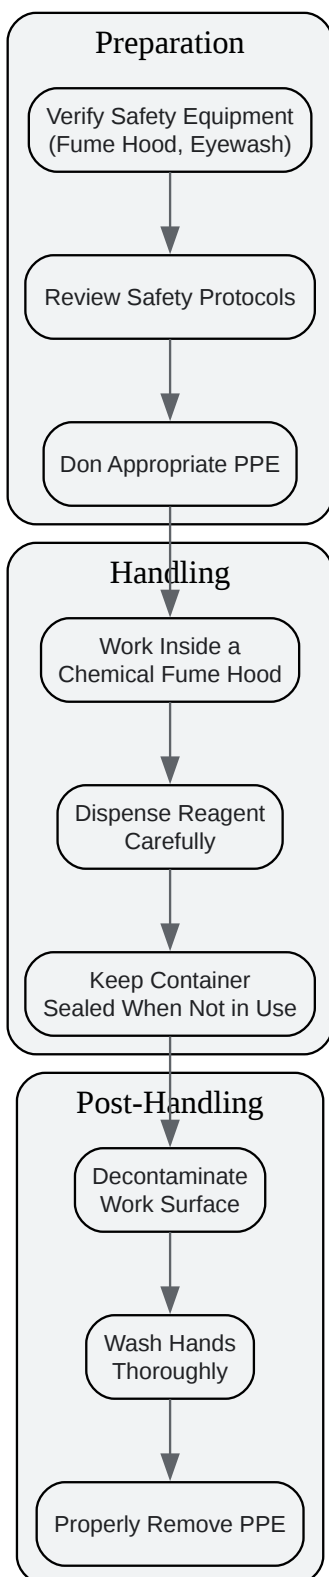 Preparation
Verify Safety Equipment
(Fume Hood, Eyewash)
Review Safety Protocols
Don Appropriate PPE
Handling
Work Inside a
Chemical Fume Hood
Dispense Reagent
Carefully
Keep Container
Sealed When Not in Use
Post-Handling
Decontaminate
Work Surface
Wash Hands
Thoroughly
Properly Remove PPE